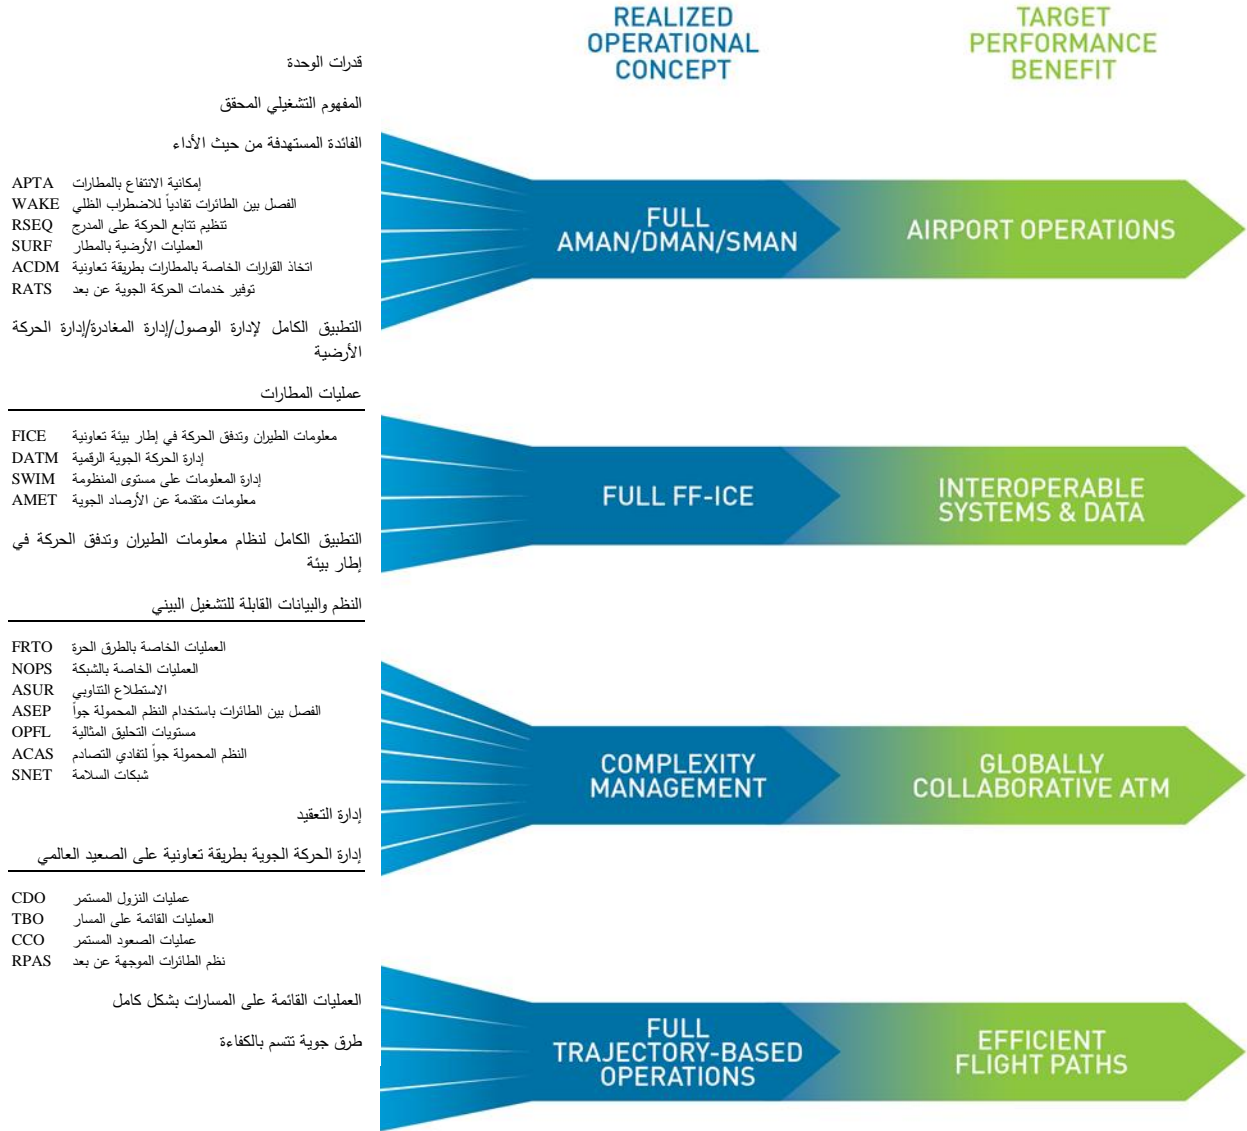 REALIZED
OPERATIONAL
CONCEPT
TARGET
PERFORMANCE
BENEFIT
قدرات الوحدة
المفهوم التشغيلي المحقق
الفائدة المستهدفة من حيث الأداء
إمكانية الانتفاع بالمطارات APTA
الفصل بين الطائرات تفادياً للاضطراب الظلي WAKE
تنظيم تتابع الحركة على المدرج RSEQ
العمليات الأرضية بالمطار SURF
اتخاذ القرارات الخاصة بالمطارات بطريقة تعاونية ACDM
توفير خدمات الحركة الجوية عن بعد RATS
التطبيق الكامل لإدارة الوصول/إدارة المغادرة/إدارة الحركة
الأرضية
عمليات المطارات
FULL
AMAN/DMAN/SMAN
AIRPORT OPERATIONS
معلومات الطيران وتدفق الحركة في إطار بيئة تعاونية FICE
إدارة الحركة الجوية الرقمية DATM
إدارة المعلومات على مستوى المنظومة SWIM
معلومات متقدمة عن الأرصاد الجوية AMET
التطبيق الكامل لنظام معلومات الطيران وتدفق الحركة في
إطار بيئة
النظم والبيانات القابلة للتشغيل البيني
FULL FF-ICE
INTEROPERABLE
SYSTEMS & DATA
العمليات الخاصة بالطرق الحرة FRTO
العمليات الخاصة بالشبكة NOPS
الاستطلاع التناوبي ASUR
الفصل بين الطائرات باستخدام النظم المحمولة جواً ASEP
مستويات التحليق المثالية OPFL
النظم المحمولة جواً لتفادي التصادم ACAS
شبكات السلامة SNET
إدارة التعقيد
إدارة الحركة الجوية بطريقة تعاونية على الصعيد العالمي
COMPLEXITY
MANAGEMENT
GLOBALLY
COLLABORATIVE ATM
عمليات النزول المستمر CDO
العمليات القائمة على المسار TBO
عمليات الصعود المستمر CCO
نظم الطائرات الموجهة عن بعد RPAS
العمليات القائمة على المسارات بشكل كامل
طرق جوية تتسم بالكفاءة
FULL
TRAJECTORY-BASED
OPERATIONS
EFFICIENT
FLIGHT PATHS